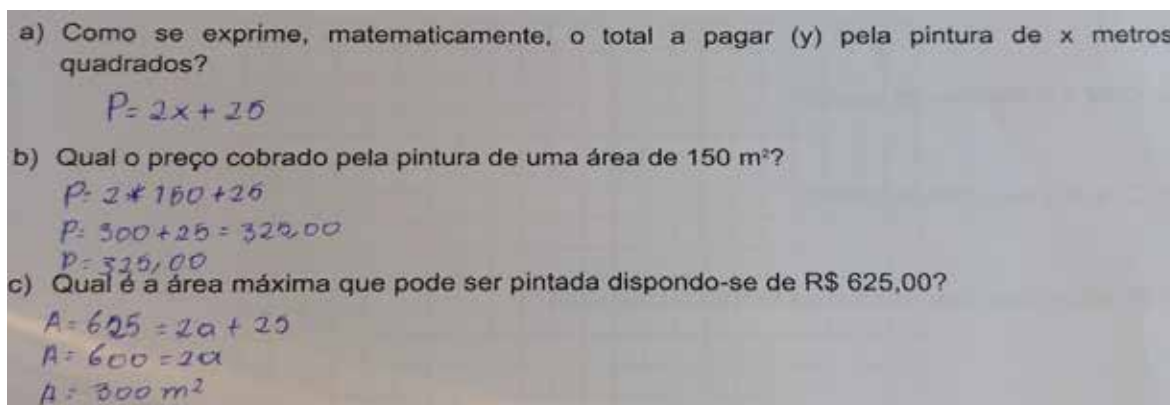 a) Como se exprime, matematicamente, o total a pagar (y) pela pintura de x metros
quadrados?
P= 2x + 25
b) Qual o preço cobrado pela pintura de uma área de 150 m²?
P= 2 * 150 + 25
P= 300 + 25 = 325,00
P= 325,00
c) Qual é a área máxima que pode ser pintada dispondo-se de R$ 625,00?
A= 625 = 2a + 25
A= 600 = 2a
A= 300 m²